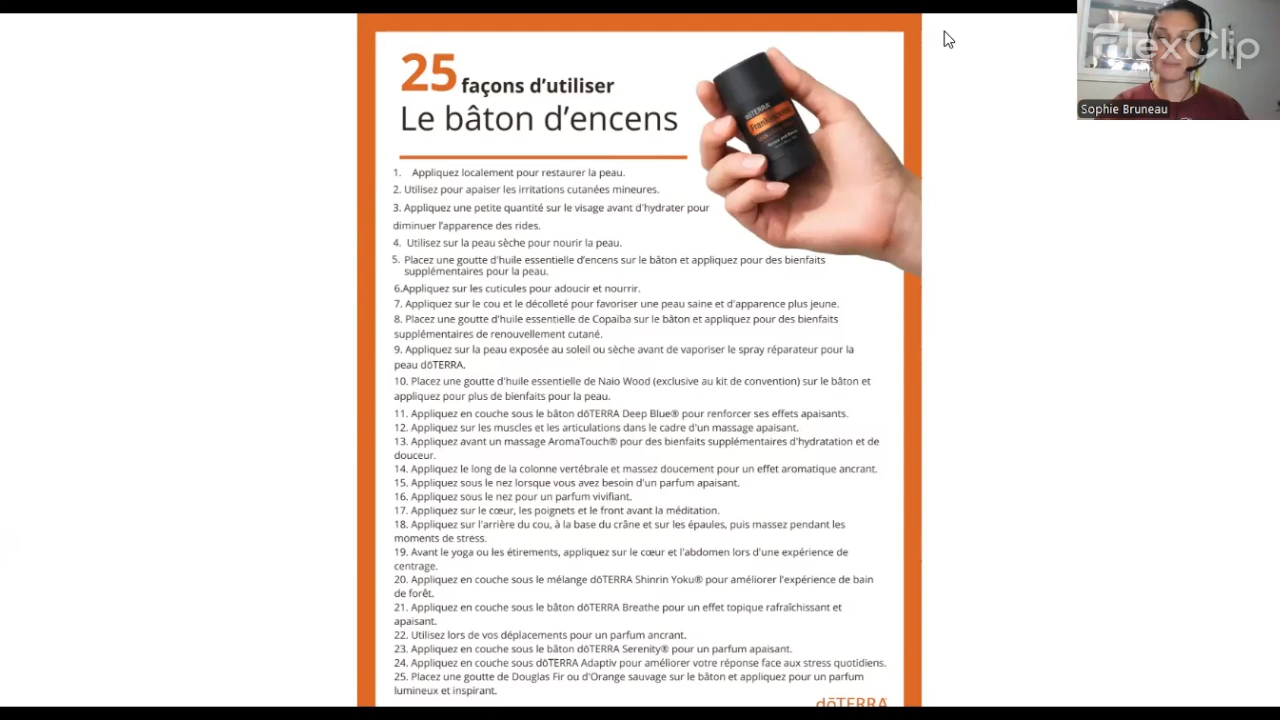 25 façons d’utiliser
Le bâton d’encens
dōTERRA
Frankincense
1. Appliquez localement pour restaurer la peau.
2. Utilisez pour apaiser les irritations cutanées mineures.
3. Appliquez une petite quantité sur le visage avant d'hydrater pour
diminuer l’apparence des rides.
4. Utilisez sur la peau sèche pour nourir la peau.
5. Placez une goutte d'huile essentielle d’encens sur le bâton et appliquez pour des bienfaits
supplémentaires pour la peau.
6.Appliquez sur les cuticules pour adoucir et nourrir.
7. Appliquez sur le cou et le décolleté pour favoriser une peau saine et d'apparence plus jeune.
8. Placez une goutte d'huile essentielle de Copaïba sur le bâton et appliquez pour des bienfaits
supplémentaires de renouvellement cutané.
9. Appliquez sur la peau exposée au soleil ou sèche avant de vaporiser le spray réparateur pour la
peau dōTERRA.
10. Placez une goutte d'huile essentielle de Naio Wood (exclusive au kit de convention) sur le bâton et
appliquez pour plus de bienfaits pour la peau.
11. Appliquez en couche sous le bâton dōTERRA Deep Blue® pour renforcer ses effets apaisants.
12. Appliquez sur les muscles et les articulations dans le cadre d'un massage apaisant.
13. Appliquez avant un massage AromaTouch® pour des bienfaits supplémentaires d'hydratation et de
douceur.
14. Appliquez le long de la colonne vertébrale et massez doucement pour un effet aromatique ancrant.
15. Appliquez sous le nez lorsque vous avez besoin d'un parfum apaisant.
16. Appliquez sous le nez pour un parfum vivifiant.
17. Appliquez sur le cœur, les poignets et le front avant la méditation.
18. Appliquez sur l'arrière du cou, à la base du crâne et sur les épaules, puis massez pendant les
moments de stress.
19. Avant le yoga ou les étirements, appliquez sur le cœur et l'abdomen lors d'une expérience de
centrage.
20. Appliquez en couche sous le mélange dōTERRA Shinrin Yoku® pour améliorer l'expérience de bain
de forêt.
21. Appliquez en couche sous le bâton dōTERRA Breathe pour un effet topique rafraîchissant et
apaisant.
22. Utilisez lors de vos déplacements pour un parfum ancrant.
23. Appliquez en couche sous le bâton dōTERRA Serenity® pour un parfum apaisant.
24. Appliquez en couche sous dōTERRA Adaptiv pour améliorer votre réponse face aux stress quotidiens.
25. Placez une goutte de Douglas Fir ou d'Orange sauvage sur le bâton et appliquez pour un parfum
lumineux et inspirant.
dōTERRA
FlexClip
Sophie Bruneau